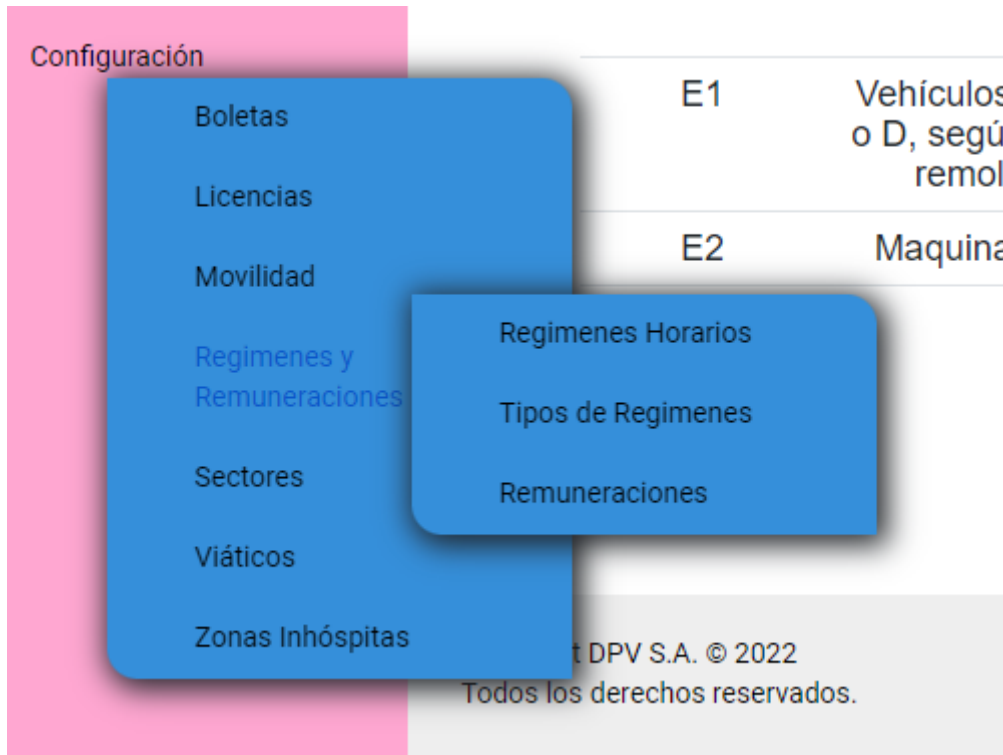 Configuración
Boletas
Licencias
Movilidad
Regimenes y
Remuneraciones
Sectores
Viáticos
Zonas Inhóspitas
Regimenes Horarios
Tipos de Regimenes
Remuneraciones
E1
Vehículos
o D, segú
remol
E2
Maquina
t DPV S.A. © 2022
Todos los derechos reservados.